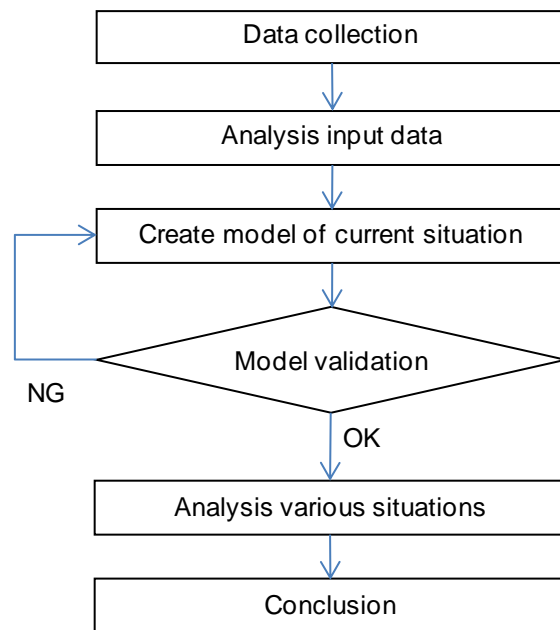 Data collection
Analysis input data
Create model of current situation
Model validation
NG
OK
Analysis various situations
Conclusion